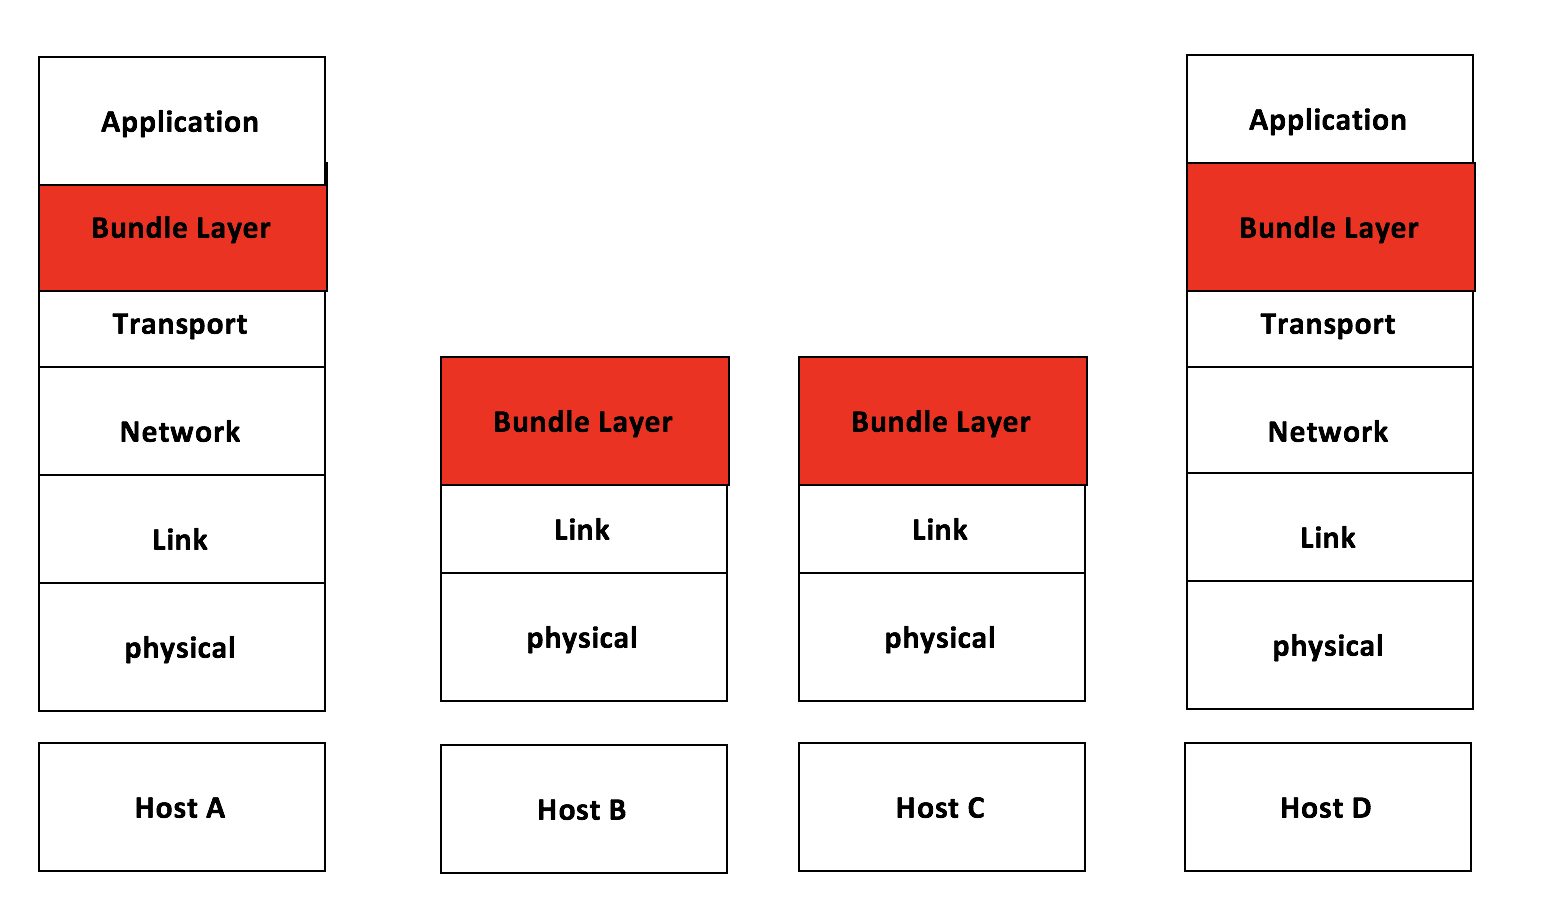 Application
Bundle Layer
Transport
Network
Link
physical
Host A
Bundle Layer
Link
physical
Host B
Bundle Layer
Link
physical
Host C
Application
Bundle Layer
Transport
Network
Link
physical
Host D